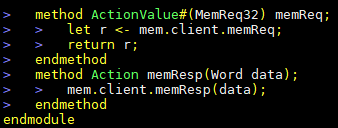 >   method ActionValue#(MemReq32) memReq;
>   >   let r <- mem.client.memReq;
>   >   return r;
>   endmethod
>   method Action memResp(Word data);
>   >   mem.client.memResp(data);
>   endmethod
endmodule